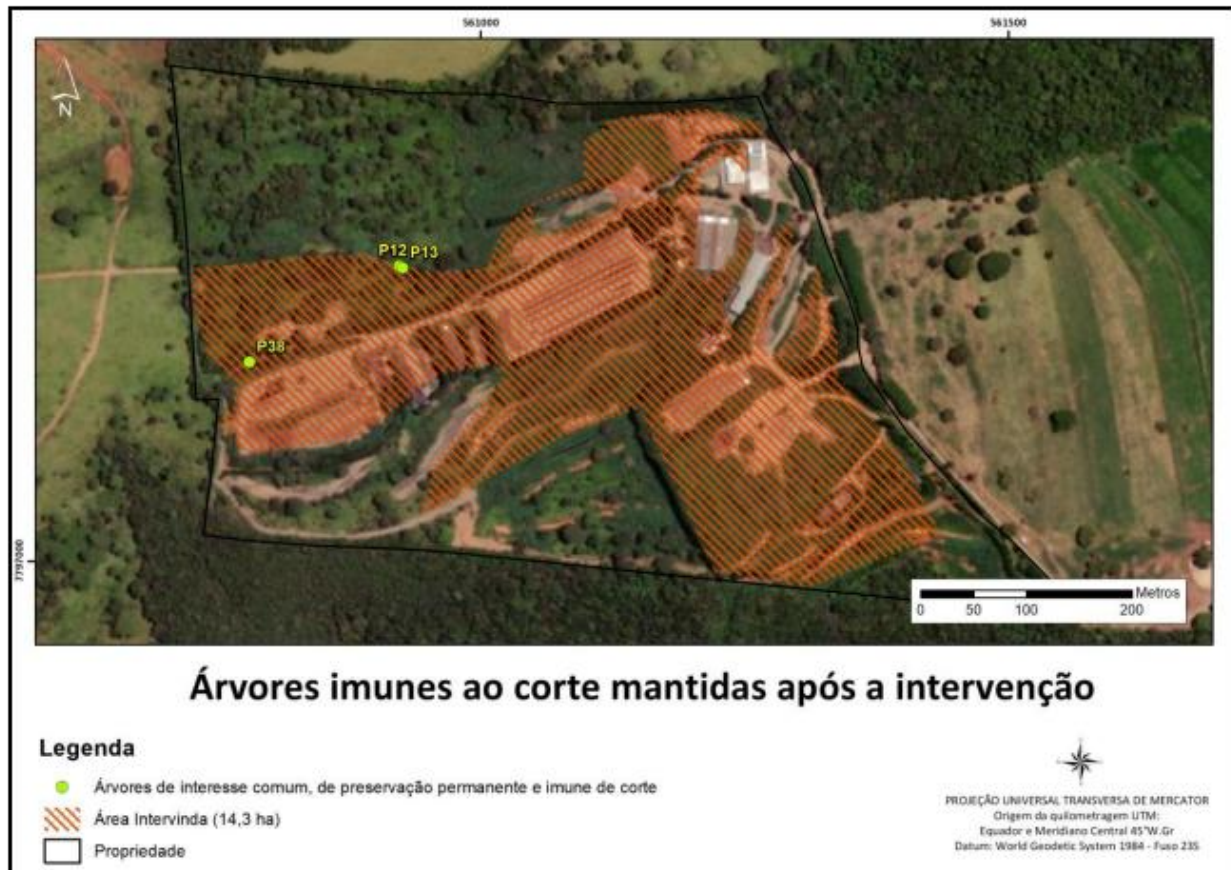 561000
561500
N
P12 P13
P38
7797000
Metros
0 50 100 200
Árvores imunes ao corte mantidas após a intervenção
Legenda
Árvores de interesse comum, de preservação permanente e imune de corte
Área Intervinda (14,3 ha)
Propriedade
PROJEÇÃO UNIVERSAL TRANSVERSA DE MERCATOR
Origem da quilometragem UTM:
Equador e Meridiano Central 45°W.Gr
Datum: World Geodetic System 1984 - Fuso 23S